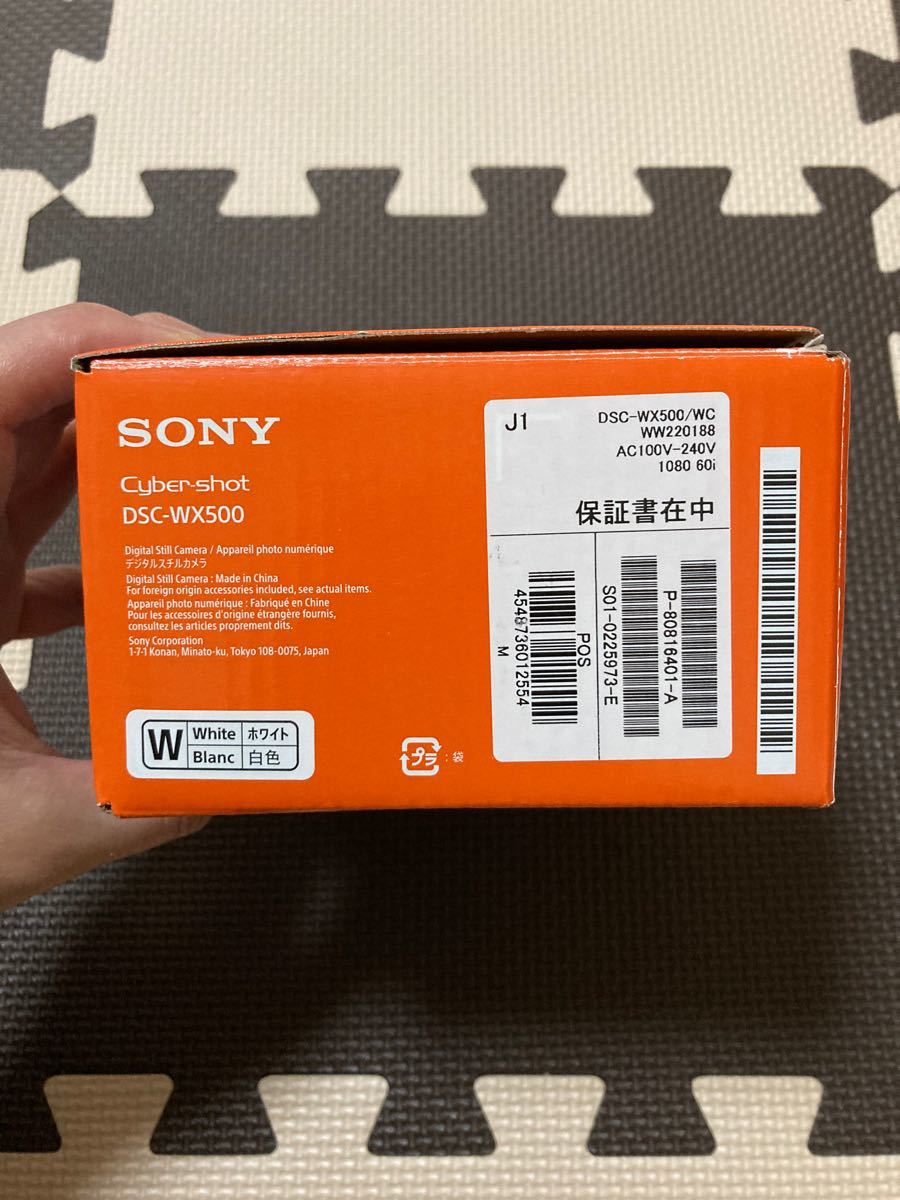 SONY
Cyber-shot
DSC-WX500
Digital Still Camera / Appareil photo numérique
デジタルスチルカメラ
Digital Still Camera : Made in China
For foreign origin accessories included, see actual items.
Appareil photo numérique : Fabriqué en Chine
Pour les accessoires d'origine étrangère fournis,
consultez les articles proprement dits.
Sony Corporation
1-7-1 Konan, Minato-ku, Tokyo 108-0075, Japan
W
White ホワイト
Blanc 白色
プラ : 袋
J1
DSC-WX500/WC
WW220188
AC100V-240V
1080 60i
保証書在中
P-80816401-A
S01-0225973-E
POS
4548736012554
M